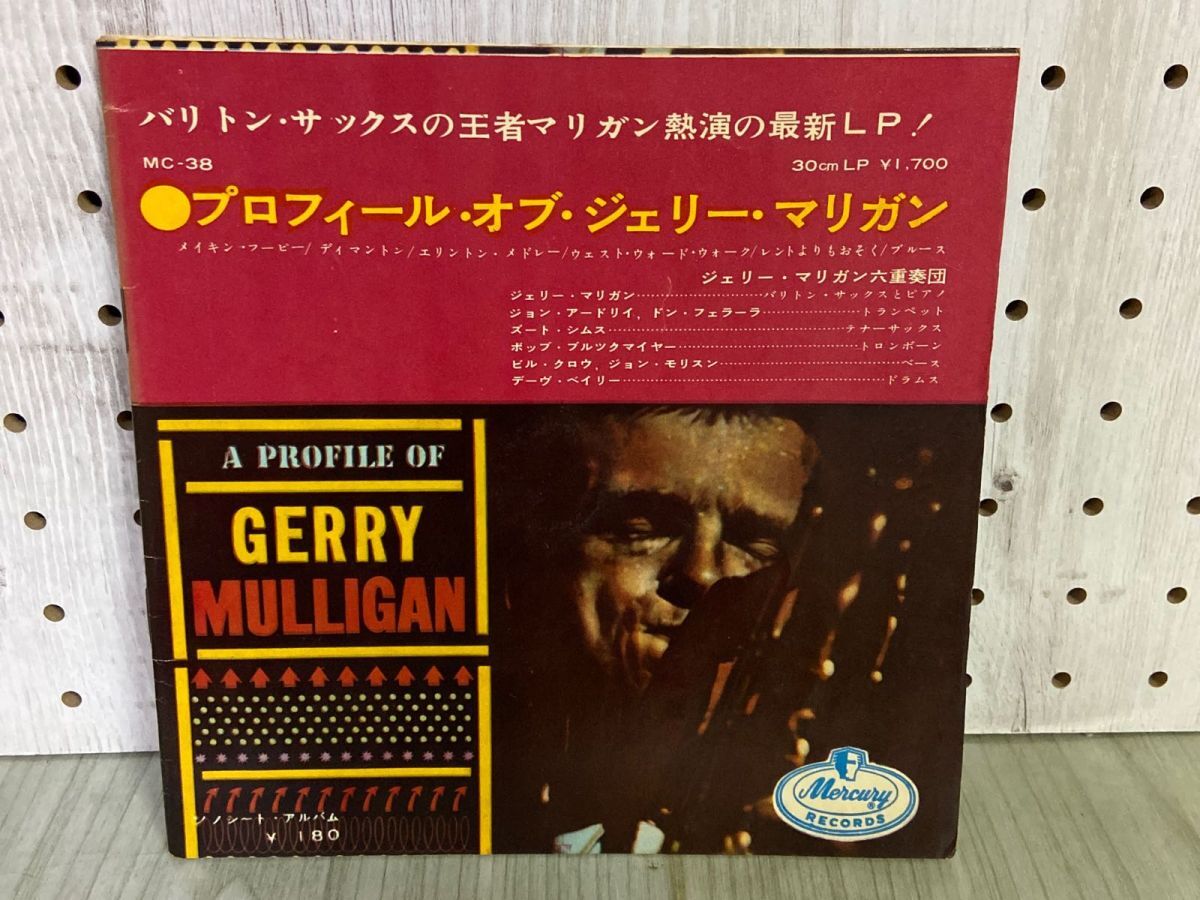 バリトン・サックスの王者マリガン熱演の最新LP!
MC-38
30cm LP ¥1,700
●プロフィール・オブ・ジェリー・マリガン
メイキン・フーピー/ デイマントン/エリントン・メドレー/ウェスト・ウォード・ウォーク/レントよりもおそく/ブルース
ジェリー・マリガン六重奏団
ジェリー・マリガン……………………バリトン・サックスとピアノ
ジョン・アードリイ, ドン・フェラーラ………………トランペット
ズート・シムス………………………………………テナーサックス
ボップ・ブルツクマイヤー……………………………トロンボーン
ビル・クロウ, ジョン・モリスン………………………………ベース
デーヴ・ベイリー……………………………………………ドラムス
A PROFILE OF
GERRY
MULLIGAN
ソノシート・アルバム
¥ 180
Mercury
®
RECORDS